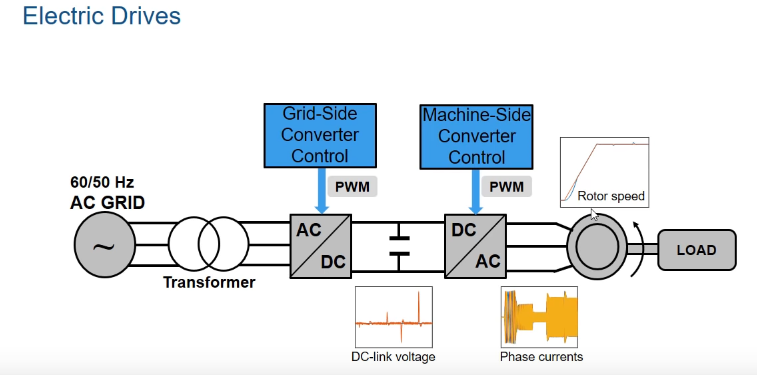 Electric Drives
Grid-Side
Converter
Control
Machine-Side
Converter
Control
PWM
PWM
Rotor speed
60/50 Hz
AC GRID
~
AC
DC
DC
AC
LOAD
Transformer
DC-link voltage
Phase currents